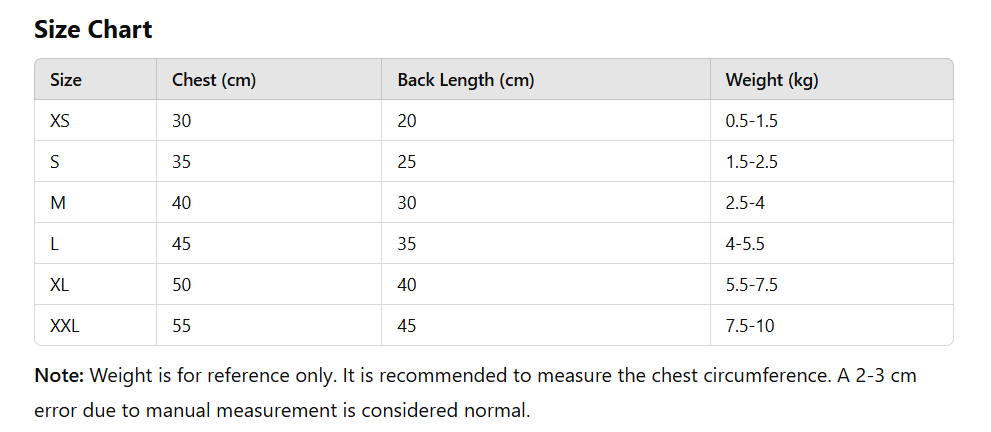 Size Chart
Size Chest (cm) Back Length (cm) Weight (kg)
XS 30 20 0.5-1.5
S 35 25 1.5-2.5
M 40 30 2.5-4
L 45 35 4-5.5
XL 50 40 5.5-7.5
XXL 55 45 7.5-10
Note: Weight is for reference only. It is recommended to measure the chest circumference. A 2-3 cm
error due to manual measurement is considered normal.